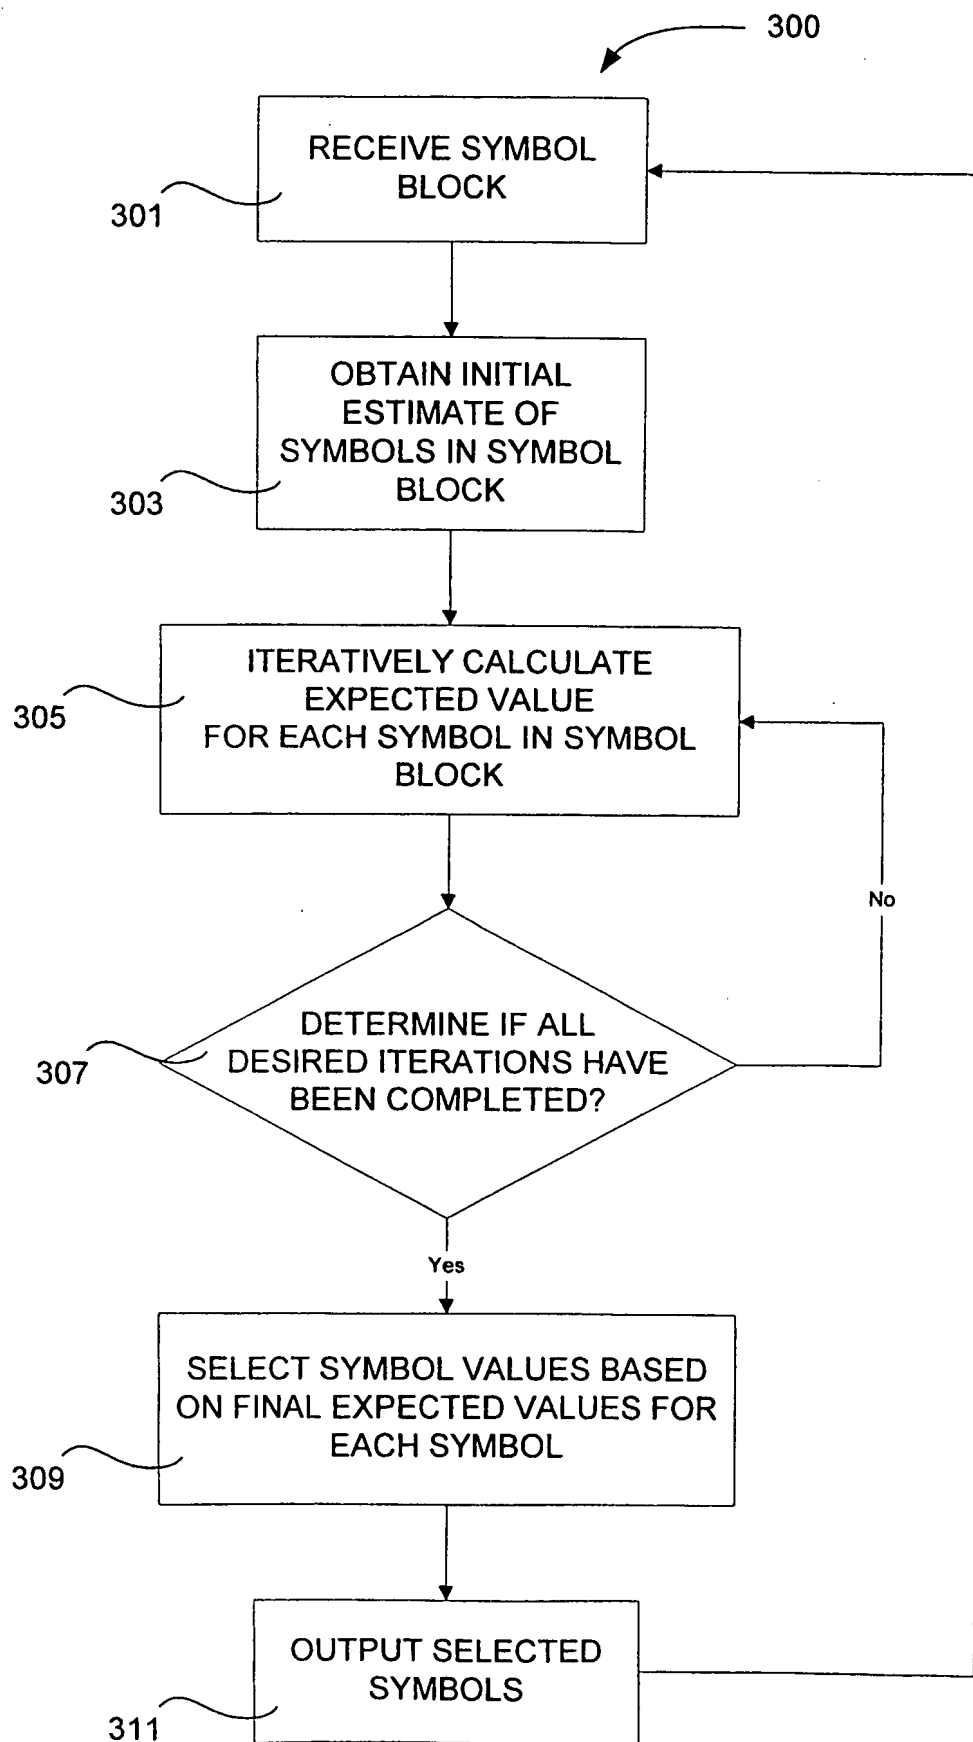 300
RECEIVE SYMBOL
BLOCK
301
OBTAIN INITIAL
ESTIMATE OF
SYMBOLS IN SYMBOL
BLOCK
303
ITERATIVELY CALCULATE
EXPECTED VALUE
FOR EACH SYMBOL IN SYMBOL
BLOCK
305
No
DETERMINE IF ALL
DESIRED ITERATIONS HAVE
BEEN COMPLETED?
307
Yes
SELECT SYMBOL VALUES BASED
ON FINAL EXPECTED VALUES FOR
EACH SYMBOL
309
OUTPUT SELECTED
SYMBOLS
311